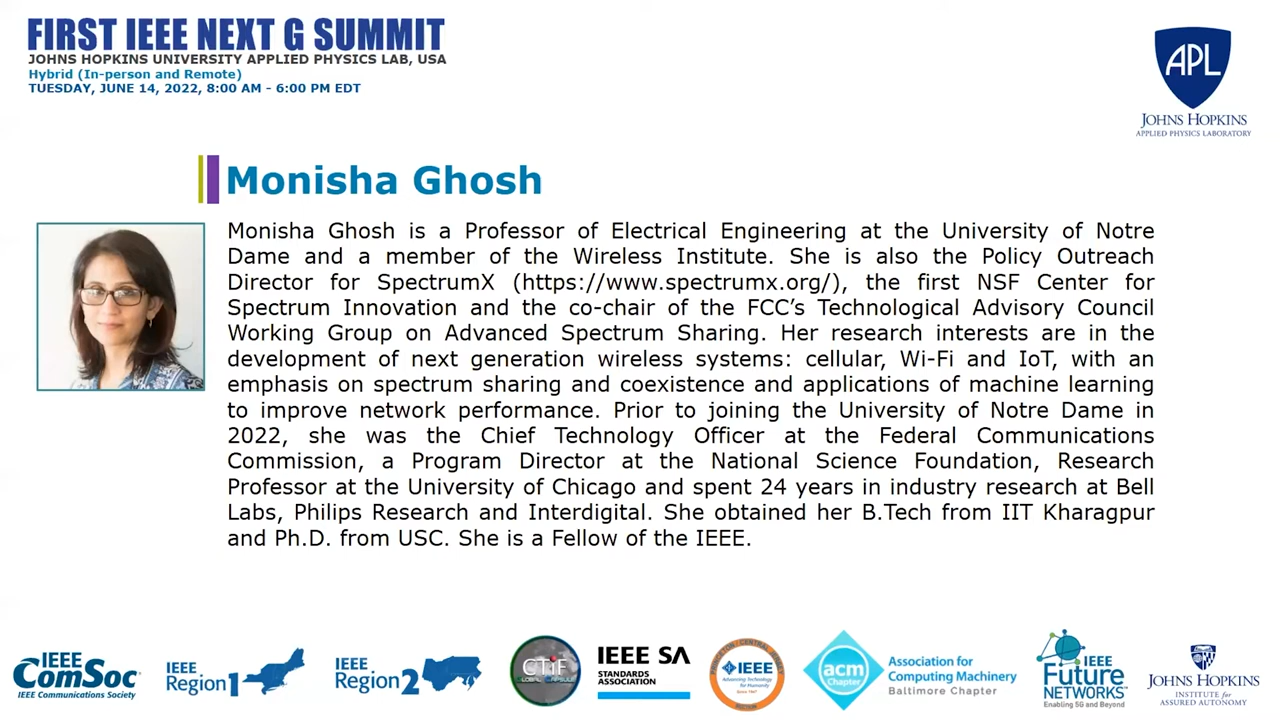 FIRST IEEE NEXT G SUMMIT
JOHNS HOPKINS UNIVERSITY APPLIED PHYSICS LAB, USA
Hybrid (In-person and Remote)
TUESDAY, JUNE 14, 2022, 8:00 AM - 6:00 PM EDT
APL
JOHNS HOPKINS
APPLIED PHYSICS LABORATORY
Monisha Ghosh
Monisha Ghosh is a Professor of Electrical Engineering at the University of Notre
Dame and a member of the Wireless Institute. She is also the Policy Outreach
Director for SpectrumX (https://www.spectrumx.org/), the first NSF Center for
Spectrum Innovation and the co-chair of the FCC’s Technological Advisory Council
Working Group on Advanced Spectrum Sharing. Her research interests are in the
development of next generation wireless systems: cellular, Wi-Fi and IoT, with an
emphasis on spectrum sharing and coexistence and applications of machine learning
to improve network performance. Prior to joining the University of Notre Dame in
2022, she was the Chief Technology Officer at the Federal Communications
Commission, a Program Director at the National Science Foundation, Research
Professor at the University of Chicago and spent 24 years in industry research at Bell
Labs, Philips Research and Interdigital. She obtained her B.Tech from IIT Kharagpur
and Ph.D. from USC. She is a Fellow of the IEEE.
IEEE
ComSoc
IEEE Communications Society
IEEE
Region 1
IEEE
Region 2
CTiF
GLOBAL CAPSULE
IEEE SA
STANDARDS
ASSOCIATION
PRINCETON / CENTRAL JERSEY
IEEE
Advancing Technology
for Humanity
SECTION
acm
Chapter
Association for
Computing Machinery
Baltimore Chapter
IEEE
Future
NETWORKS
Enabling 5G and Beyond
JOHNS HOPKINS
INSTITUTE for
ASSURED AUTONOMY